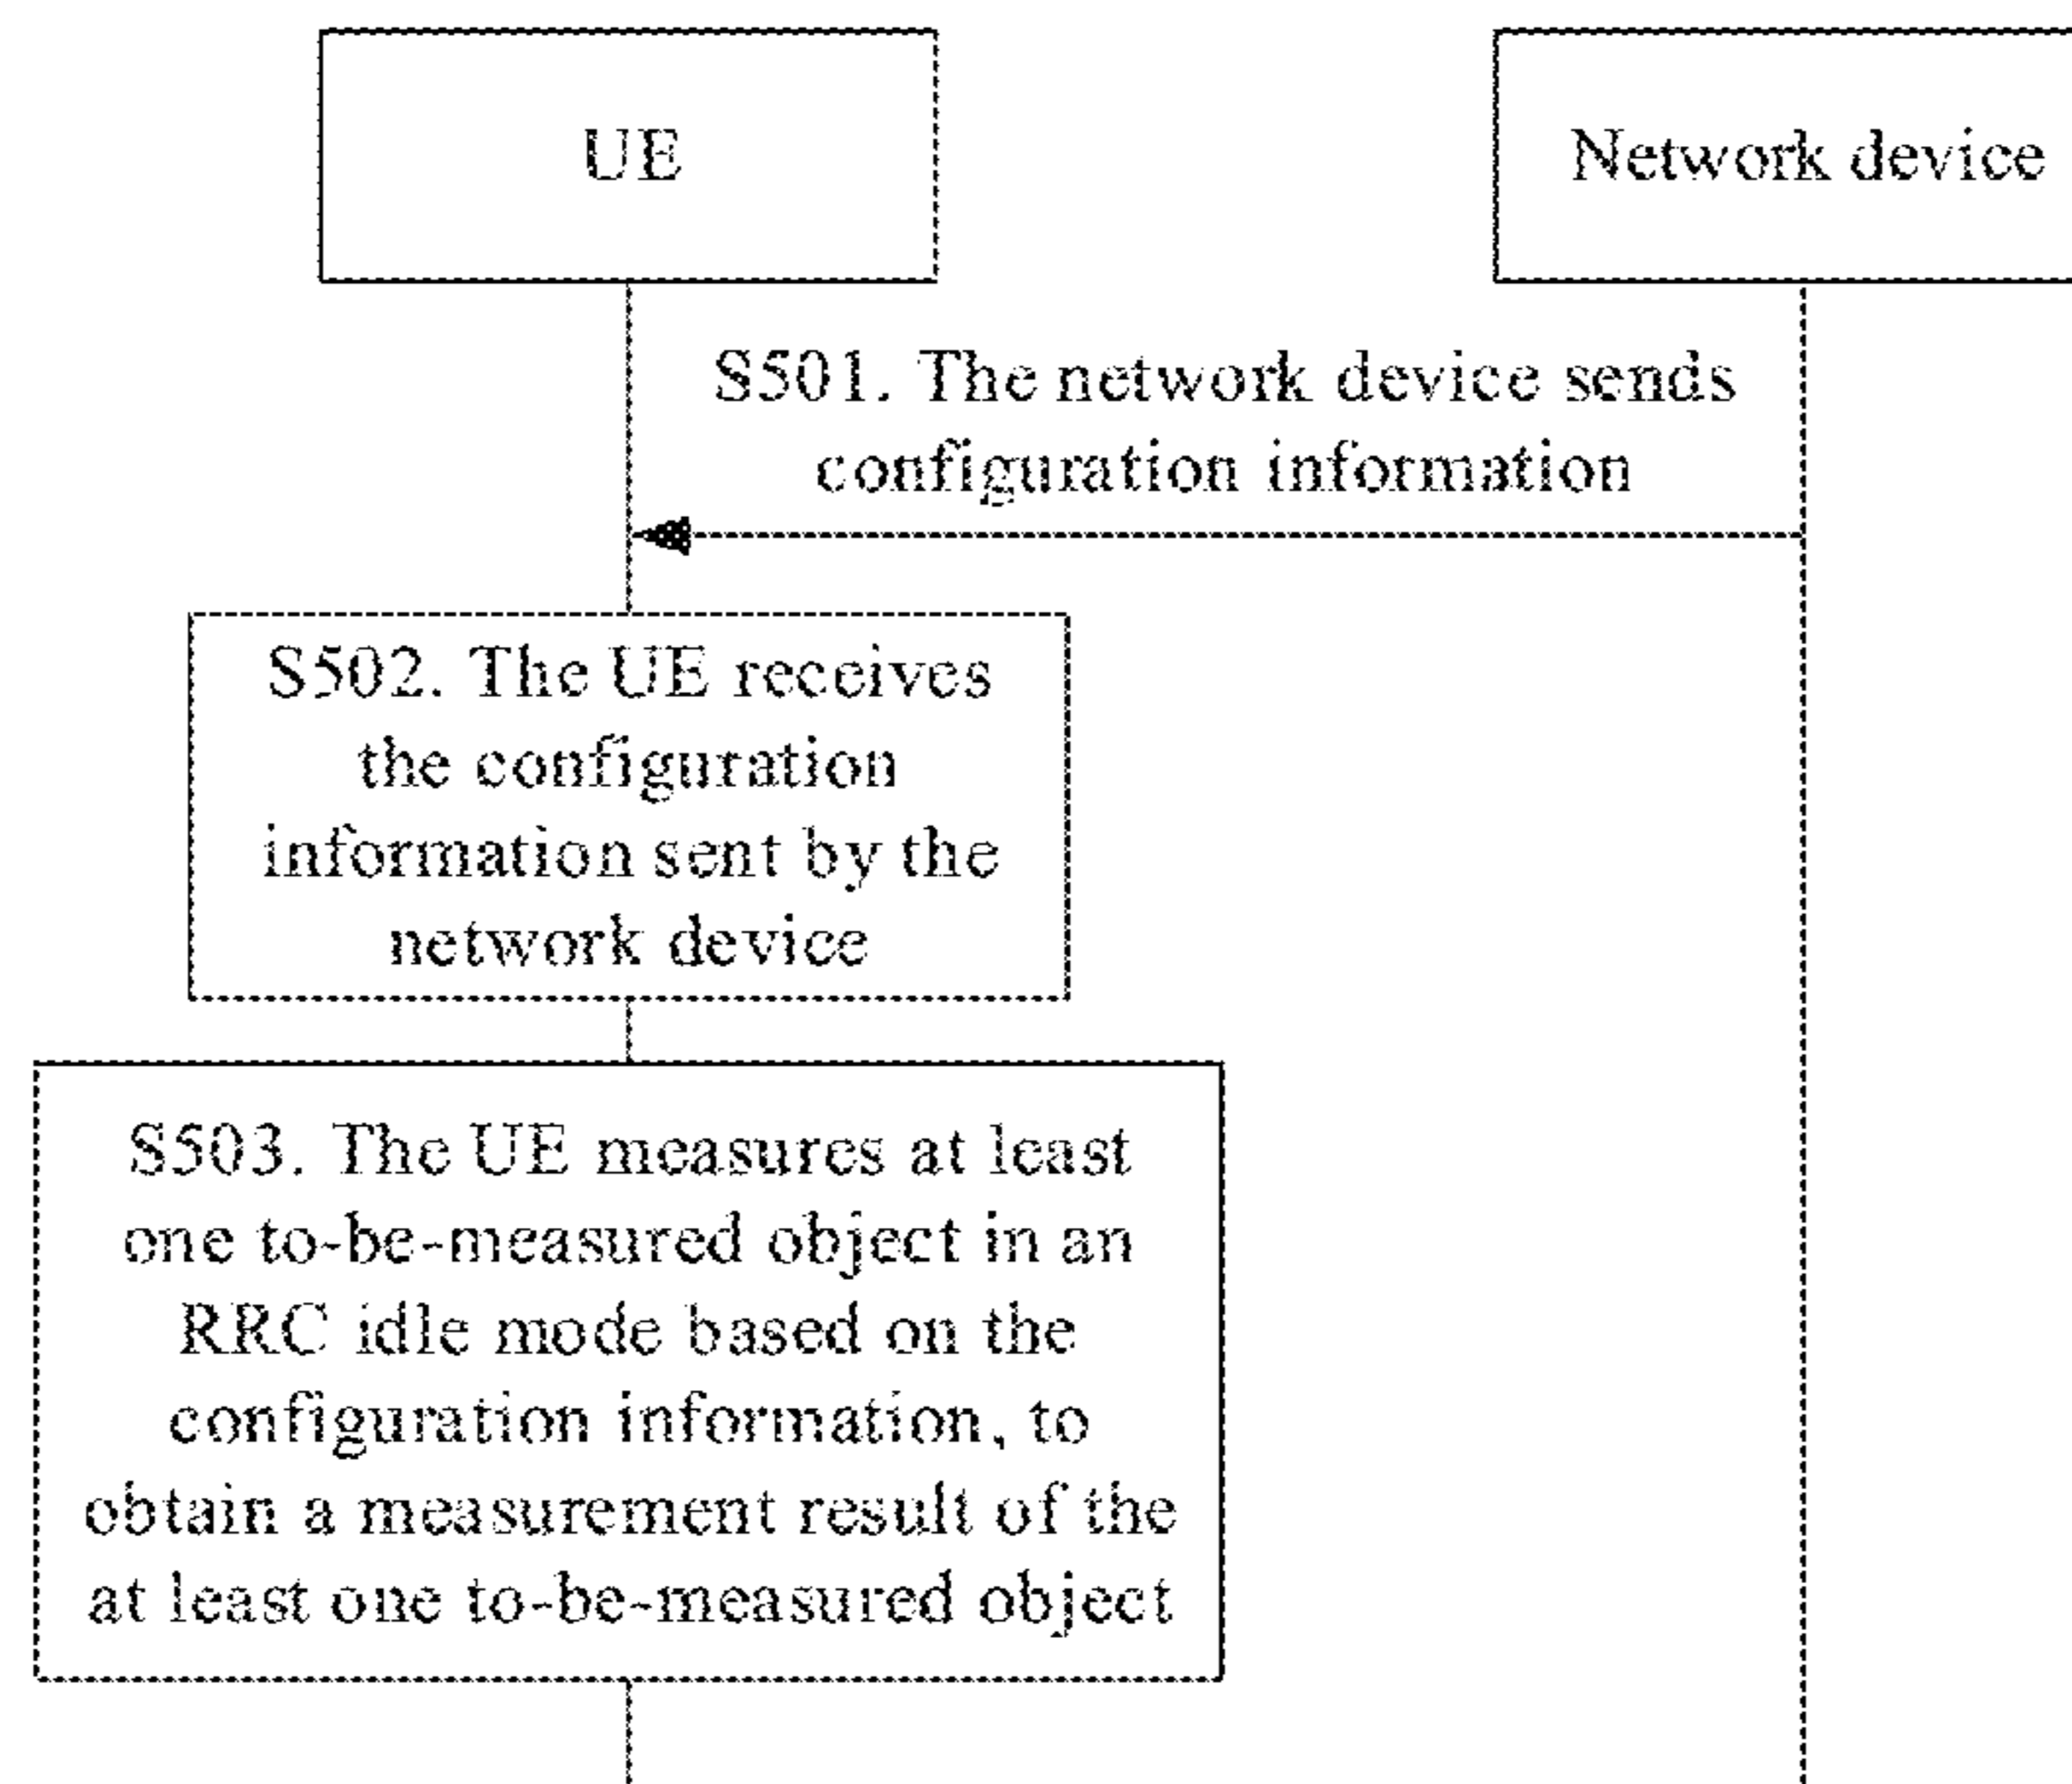 UE
Network device
S501. The network device sends
configuration information
S502. The UE receives
the configuration
information sent by the
network device
S503. The UE measures at least
one to-be-measured object in an
RRC idle mode based on the
configuration information, to
obtain a measurement result of the
at least one to-be-measured object